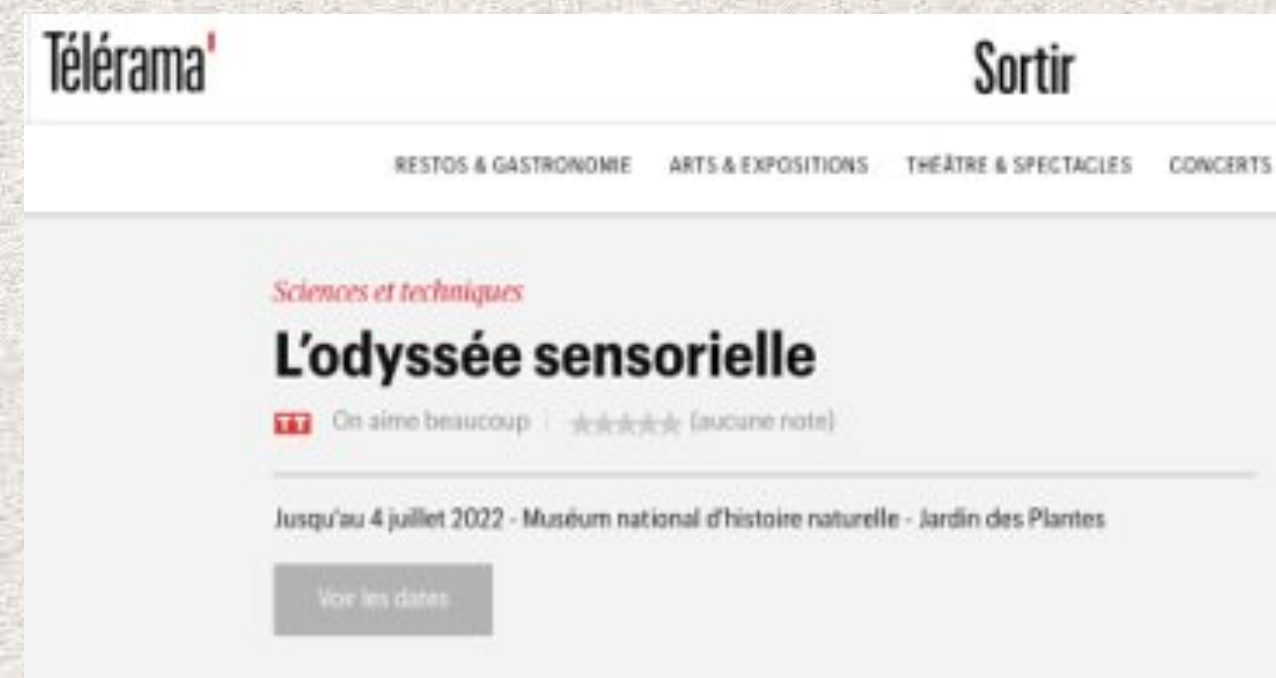 Télérama'
Sortir
RESTOS & GASTRONOMIE ARTS & EXPOSITIONS THÉÂTRE & SPECTACLES CONCERTS
Sciences et techniques
L'odyssée sensorielle
TT On aime beaucoup | ★★★★★ (aucune note)
Jusqu'au 4 juillet 2022 - Muséum national d'histoire naturelle - Jardin des Plantes
Voir les dates